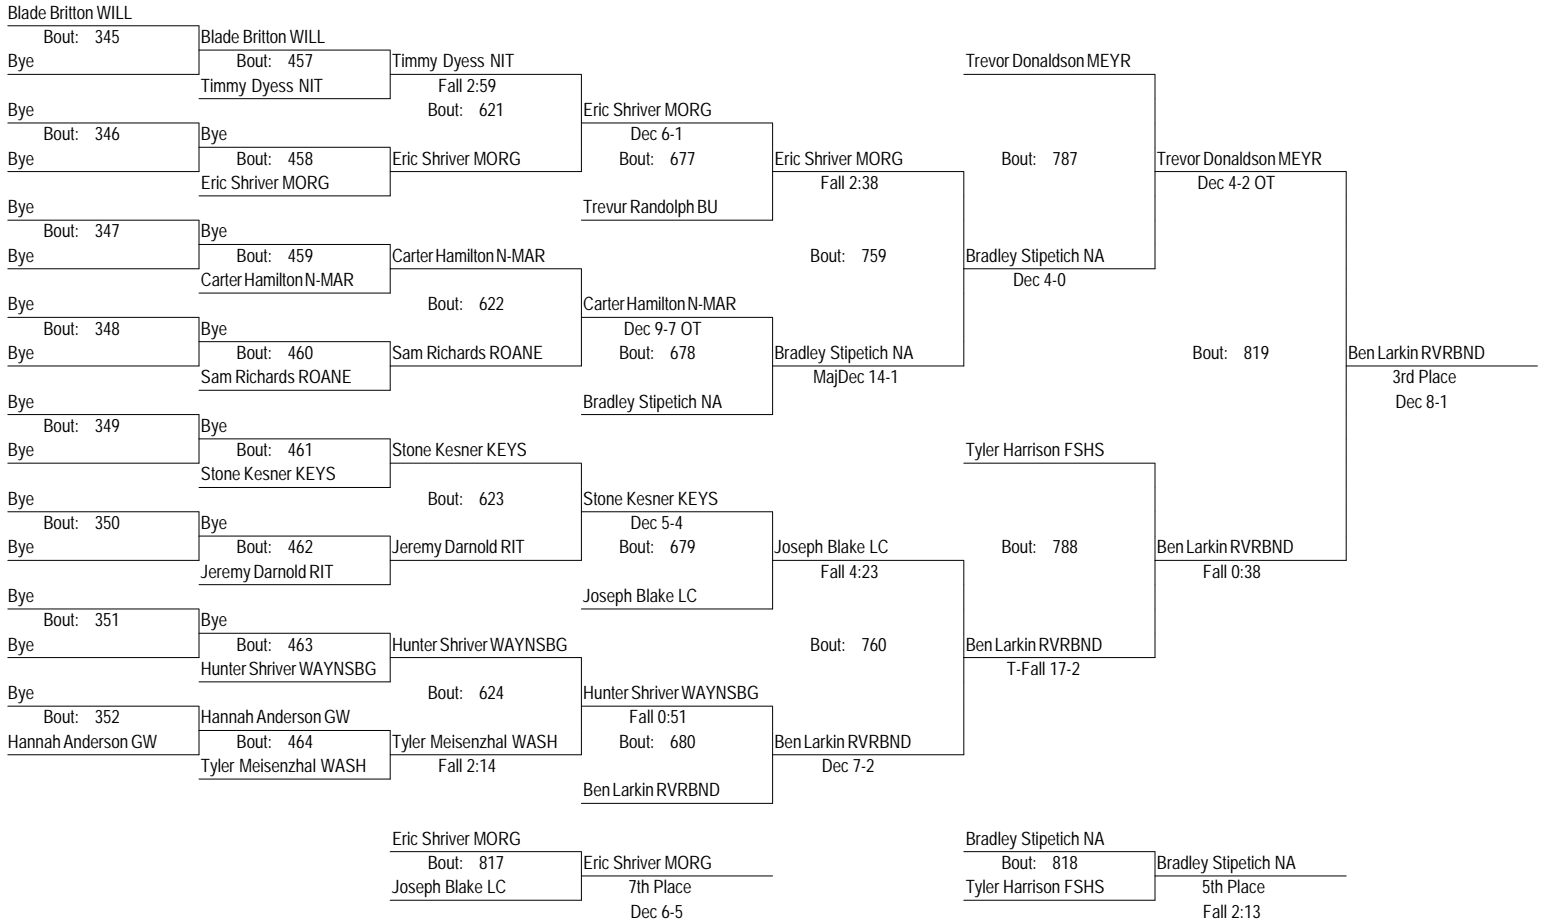 Blade Britton WILL
Bout: 345
Blade Britton WILL
Bye
Bout: 457
Timmy Dyess NIT
Trevor Donaldson MEYR
Timmy Dyess NIT
Fall 2:59
Bye
Bout: 621
Eric Shriver MORG
Bout: 346
Bye
Dec 6-1
Bye
Bout: 458
Eric Shriver MORG
Bout: 677
Eric Shriver MORG
Bout: 787
Trevor Donaldson MEYR
Eric Shriver MORG
Fall 2:38
Dec 4-2 OT
Bye
Trevur Randolph BU
Bout: 347
Bye
Bye
Bout: 459
Carter Hamilton N-MAR
Bout: 759
Bradley Stipetich NA
Carter Hamilton N-MAR
Dec 4-0
Bye
Bout: 622
Carter Hamilton N-MAR
Bout: 348
Bye
Dec 9-7 OT
Bye
Bout: 460
Sam Richards ROANE
Bout: 678
Bradley Stipetich NA
Bout: 819
Ben Larkin RVRBND
Sam Richards ROANE
MajDec 14-1
3rd Place
Bye
Bradley Stipetich NA
Dec 8-1
Bout: 349
Bye
Bye
Bout: 461
Stone Kesner KEYS
Tyler Harrison FSHS
Stone Kesner KEYS
Bye
Bout: 623
Stone Kesner KEYS
Bout: 350
Bye
Dec 5-4
Bye
Bout: 462
Jeremy Darnold RIT
Bout: 679
Joseph Blake LC
Bout: 788
Ben Larkin RVRBND
Jeremy Darnold RIT
Fall 4:23
Fall 0:38
Bye
Joseph Blake LC
Bout: 351
Bye
Bye
Bout: 463
Hunter Shriver WAYNSBG
Bout: 760
Ben Larkin RVRBND
Hunter Shriver WAYNSBG
T-Fall 17-2
Bye
Bout: 624
Hunter Shriver WAYNSBG
Bout: 352
Hannah Anderson GW
Fall 0:51
Hannah Anderson GW
Bout: 464
Tyler Meisenzhal WASH
Bout: 680
Ben Larkin RVRBND
Tyler Meisenzhal WASH
Fall 2:14
Dec 7-2
Ben Larkin RVRBND
Eric Shriver MORG
Bradley Stipetich NA
Bout: 817
Eric Shriver MORG
Bout: 818
Bradley Stipetich NA
Joseph Blake LC
7th Place
Tyler Harrison FSHS
5th Place
Dec 6-5
Fall 2:13